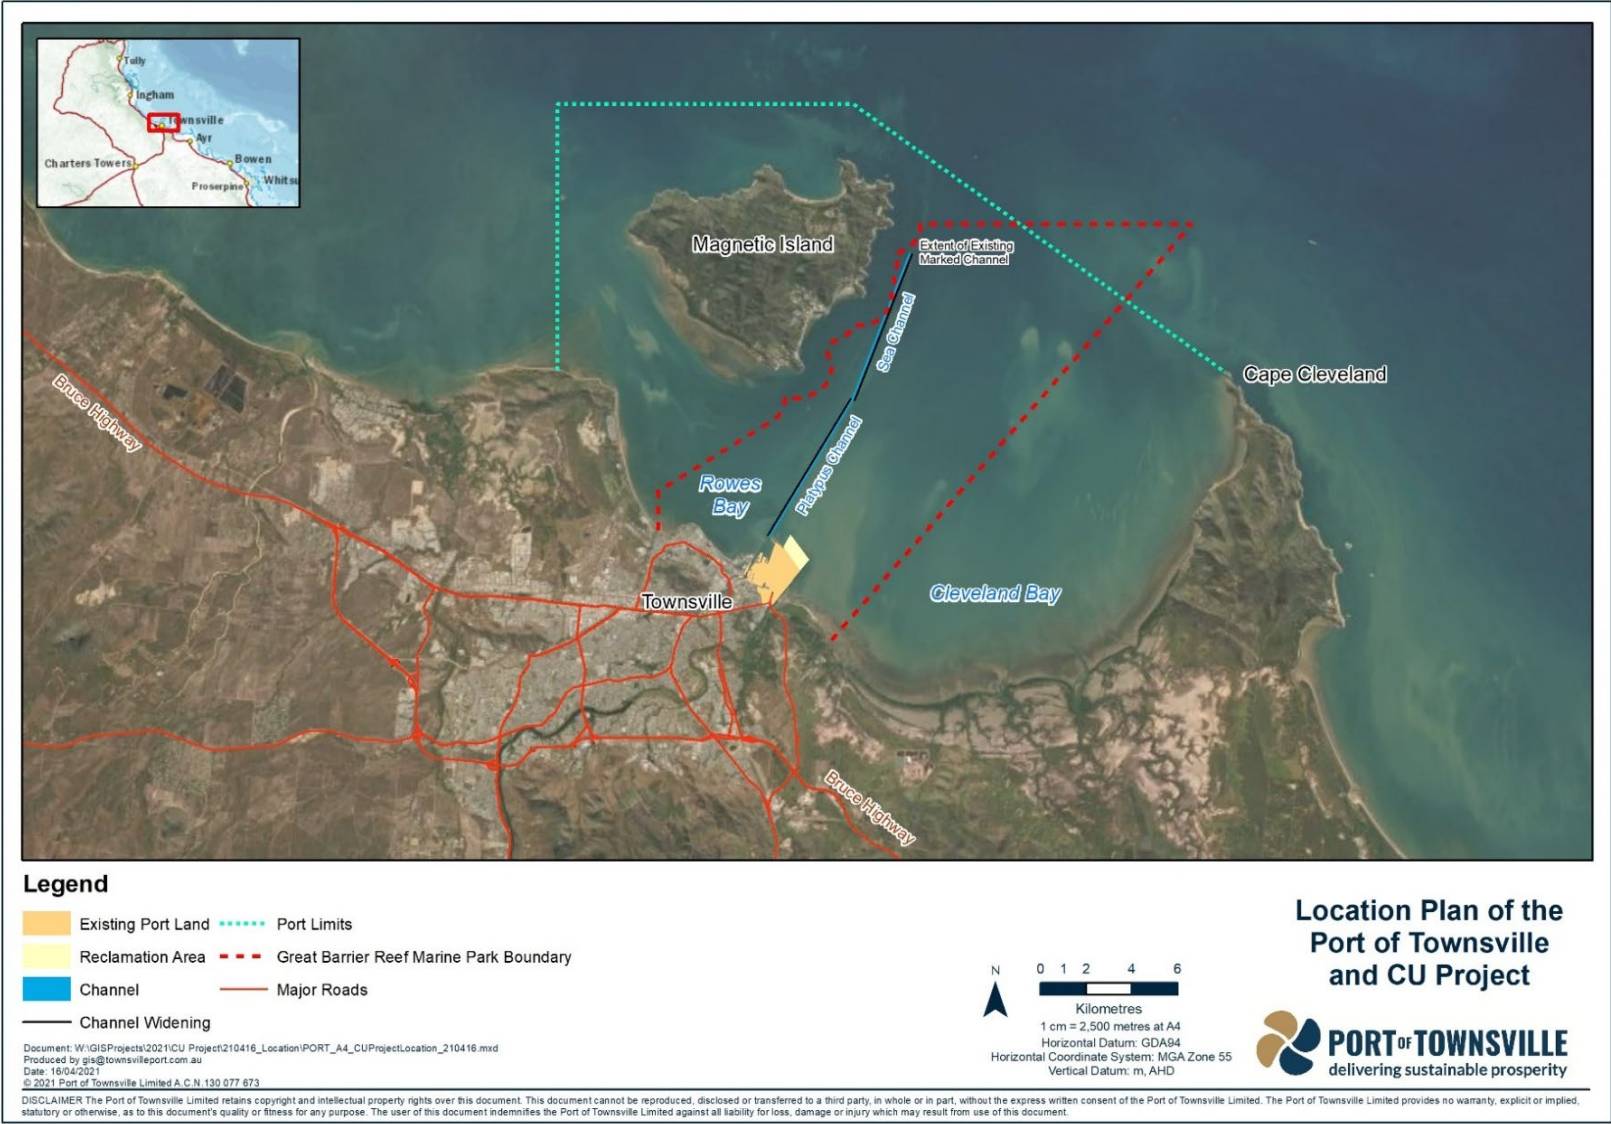 Tully
Ingham
Townsville
Ayr
Charters Towers
Bowen
Proserpine
Whitsu
Magnetic Island
Extent of Existing
Marked Channel
Sea Channel
Cape Cleveland
Bruce Highway
Platypus Channel
Rowes
Bay
Cleveland Bay
Townsville
Bruce Highway
Legend
Existing Port Land
Port Limits
Reclamation Area
Great Barrier Reef Marine Park Boundary
Channel
Major Roads
Channel Widening
Document: W:\GISProjects\2021\CU Project\210416_Location\PORT_A4_CUProjectLocation_210416.mxd
Produced by gis@townsvilleport.com.au
Date: 16/04/2021
© 2021 Port of Townsville Limited A.C.N.130 077 673
N
0 1 2 4 6
Kilometres
1 cm = 2,500 metres at A4
Horizontal Datum: GDA94
Horizontal Coordinate System: MGA Zone 55
Vertical Datum: m, AHD
Location Plan of the
Port of Townsville
and CU Project
PORT OF TOWNSVILLE
delivering sustainable prosperity
DISCLAIMER The Port of Townsville Limited retains copyright and intellectual property rights over this document. This document cannot be reproduced, disclosed or transferred to a third party, in whole or in part, without the express written consent of the Port of Townsville Limited. The Port of Townsville Limited provides no warranty, explicit or implied,
statutory or otherwise, as to this document's quality or fitness for any purpose. The user of this document indemnifies the Port of Townsville Limited against all liability for loss, damage or injury which may result from use of this document.